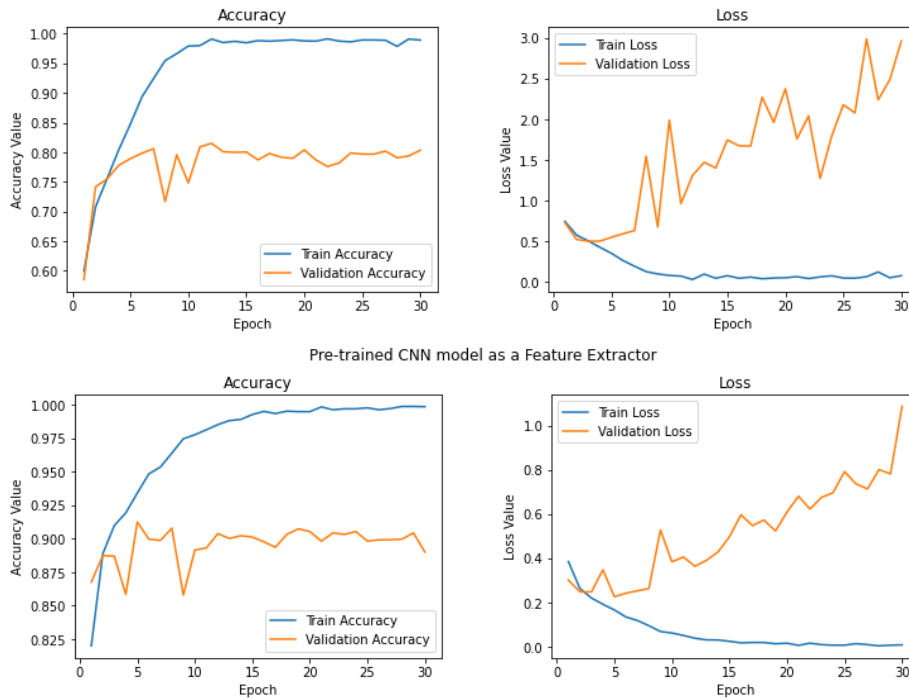 Accuracy
1.00
0.95
0.90
0.85
0.80
0.75
0.70
0.65
0.60
Accuracy Value
Train Accuracy
Validation Accuracy
0 5 10 15 20 25 30
Epoch
Loss
3.0
2.5
2.0
1.5
1.0
0.5
0.0
Loss Value
Train Loss
Validation Loss
0 5 10 15 20 25 30
Epoch
Pre-trained CNN model as a Feature Extractor
Accuracy
1.000
0.975
0.950
0.925
0.900
0.875
0.850
0.825
Accuracy Value
Train Accuracy
Validation Accuracy
0 5 10 15 20 25 30
Epoch
Loss
1.0
0.8
0.6
0.4
0.2
0.0
Loss Value
Train Loss
Validation Loss
0 5 10 15 20 25 30
Epoch